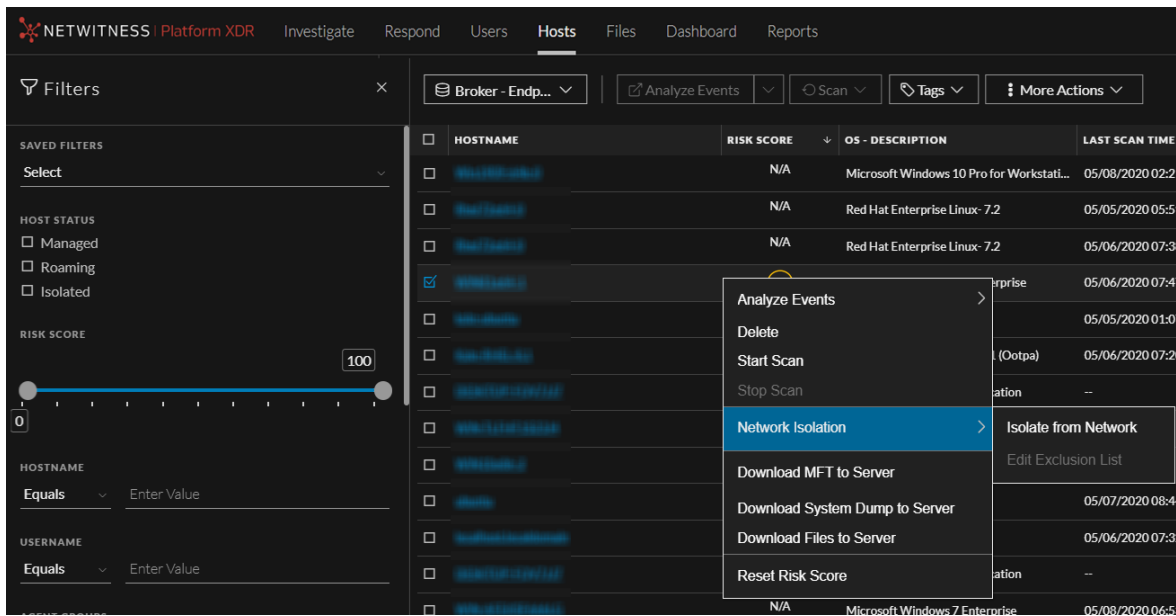 NETWITNESS | Platform XDR Investigate Respond Users Hosts Files Dashboard Reports
Filters
Broker - Endp... Analyze Events Scan Tags More Actions
SAVED FILTERS
Select
HOST STATUS
Managed
Roaming
Isolated
RISK SCORE
100
0
HOSTNAME
Equals Enter Value
USERNAME
Equals Enter Value
AGENT GROUPS
HOSTNAME RISK SCORE OS - DESCRIPTION LAST SCAN TIME
N/A Microsoft Windows 10 Pro for Workstati... 05/08/2020 02:2
N/A Red Hat Enterprise Linux- 7.2 05/05/2020 05:5
N/A Red Hat Enterprise Linux- 7.2 05/06/2020 07:3
erprise 05/06/2020 07:4
05/05/2020 01:0
(Ootpa) 05/06/2020 07:2
ation --
05/07/2020 08:4
05/06/2020 07:3
ation --
N/A Microsoft Windows 7 Enterprise 05/08/2020 06:5
Analyze Events
Delete
Start Scan
Stop Scan
Network Isolation
Isolate from Network
Edit Exclusion List
Download MFT to Server
Download System Dump to Server
Download Files to Server
Reset Risk Score